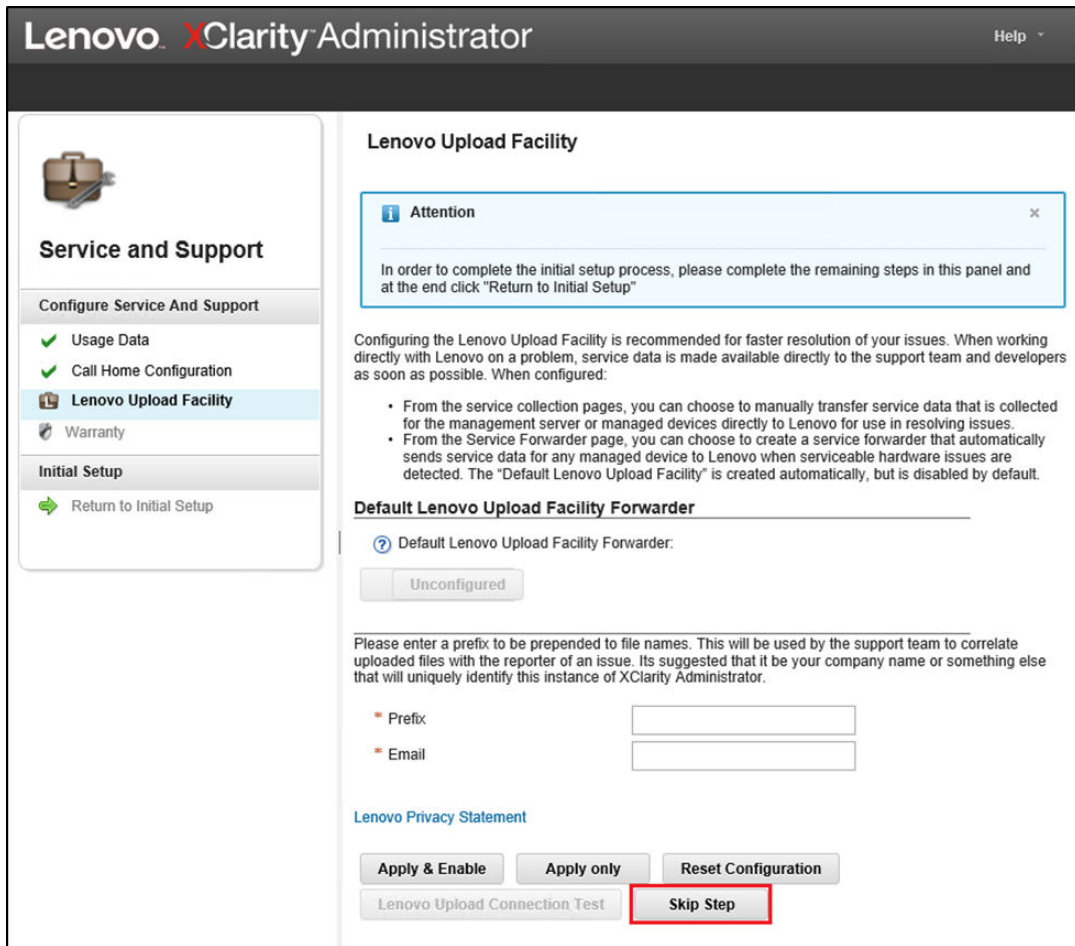 Lenovo. XClarity Administrator
Help
Service and Support
Configure Service And Support
Usage Data
Call Home Configuration
Lenovo Upload Facility
Warranty
Initial Setup
Return to Initial Setup
Lenovo Upload Facility
Attention
In order to complete the initial setup process, please complete the remaining steps in this panel and
at the end click "Return to Initial Setup"
Configuring the Lenovo Upload Facility is recommended for faster resolution of your issues. When working
directly with Lenovo on a problem, service data is made available directly to the support team and developers
as soon as possible. When configured:
• From the service collection pages, you can choose to manually transfer service data that is collected
for the management server or managed devices directly to Lenovo for use in resolving issues.
• From the Service Forwarder page, you can choose to create a service forwarder that automatically
sends service data for any managed device to Lenovo when serviceable hardware issues are
detected. The “Default Lenovo Upload Facility” is created automatically, but is disabled by default.
Default Lenovo Upload Facility Forwarder
Default Lenovo Upload Facility Forwarder:
Unconfigured
Please enter a prefix to be prepended to file names. This will be used by the support team to correlate
uploaded files with the reporter of an issue. Its suggested that it be your company name or something else
that will uniquely identify this instance of XClarity Administrator.
* Prefix
* Email
Lenovo Privacy Statement
Apply & Enable Apply only Reset Configuration
Lenovo Upload Connection Test Skip Step